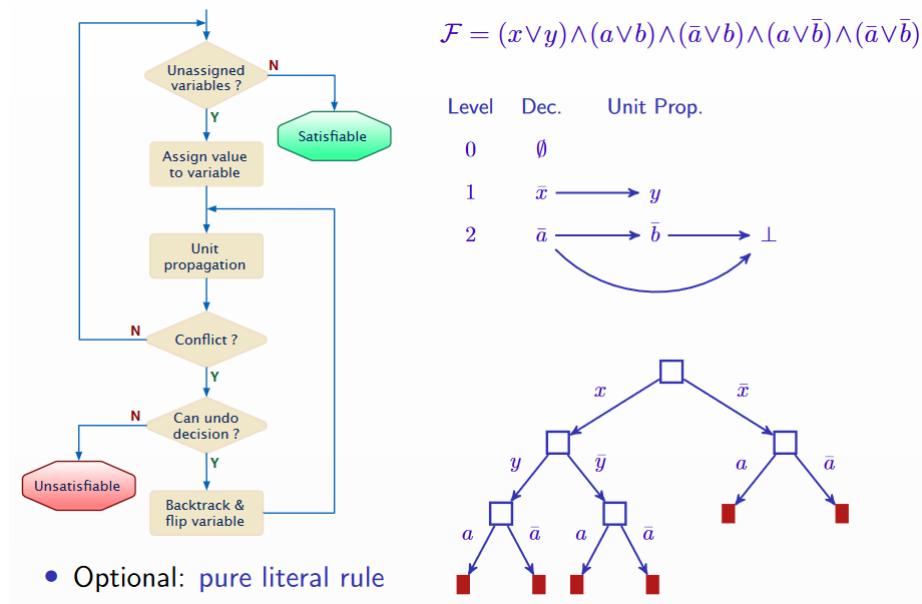 Unassigned
variables ?
N
Y
Satisfiable
Assign value
to variable
Unit
propagation
N
Conflict ?
Y
N
Can undo
decision ?
Y
Unsatisfiable
Backtrack &
flip variable
• Optional: pure literal rule
ℱ = (x∨y)∧(a∨b)∧(ā∨b)∧(a∨b̄)∧(ā∨b̄)
Level Dec. Unit Prop.
0 ∅
1 x̄ y
2 ā b̄ ⊥
x x̄
y ȳ a ā
a ā a ā